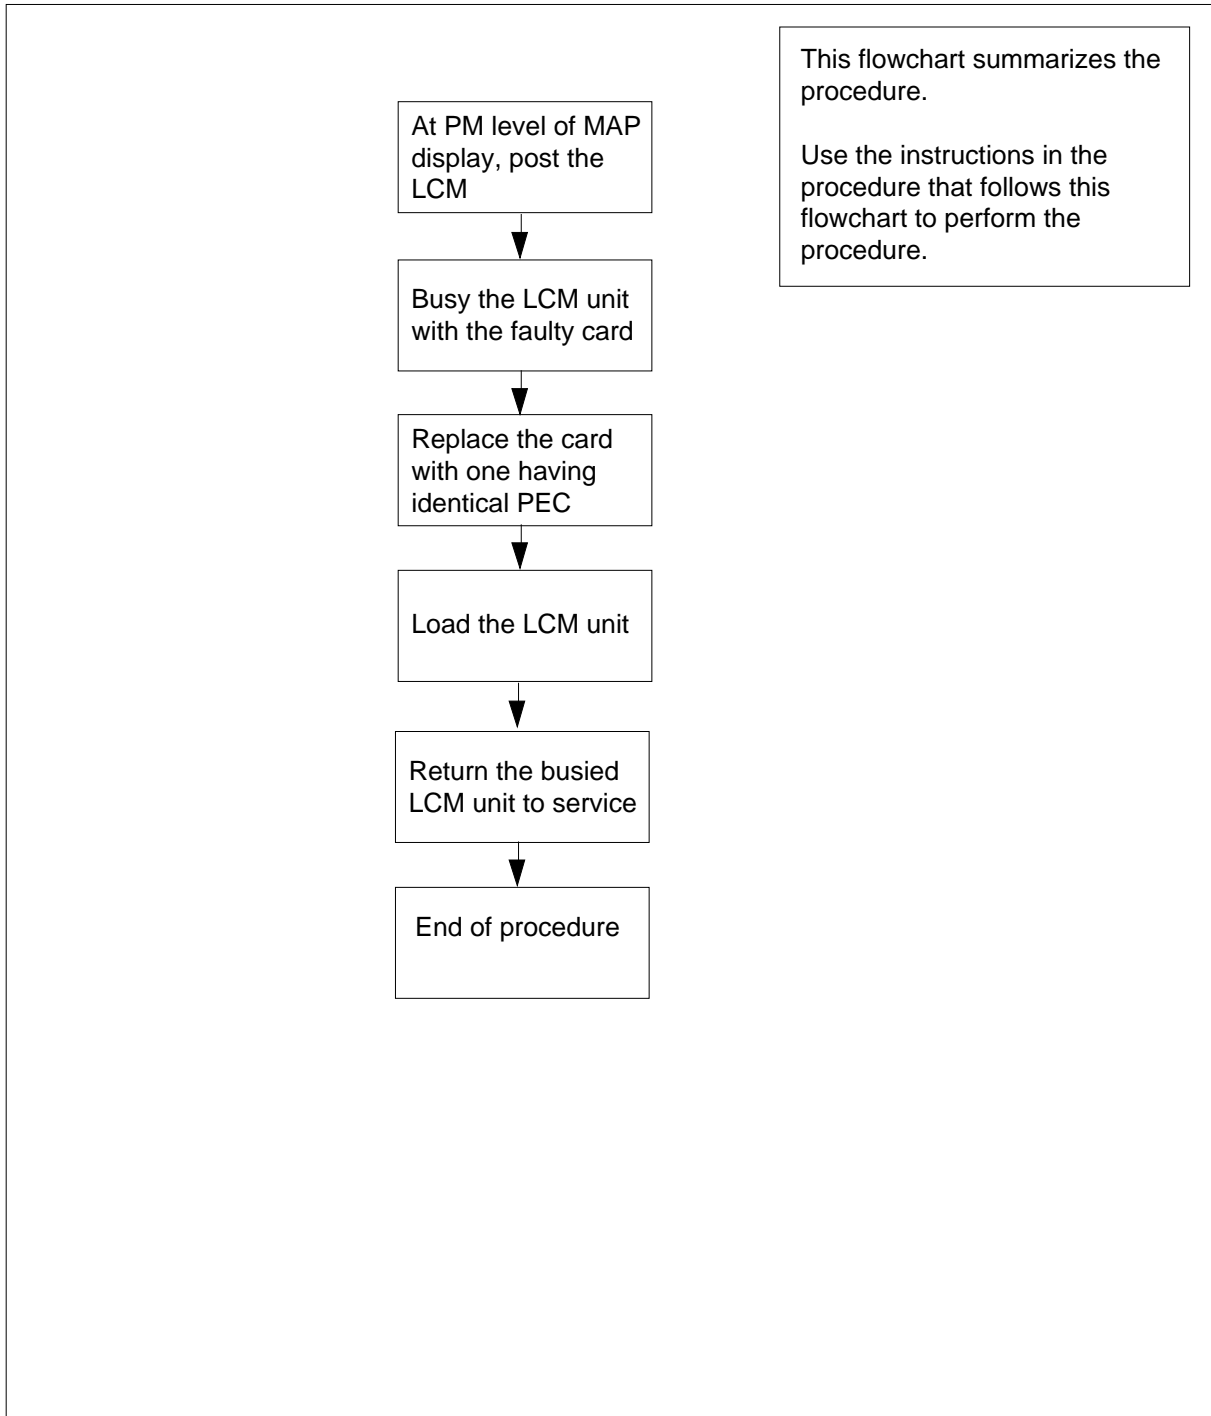 This flowchart summarizes the
procedure.
Use the instructions in the
procedure that follows this
flowchart to perform the
procedure.
At PM level of MAP
display, post the
LCM
Busy the LCM unit
with the faulty card
Replace the card
with one having
identical PEC
Load the LCM unit
Return the busied
LCM unit to service
End of procedure